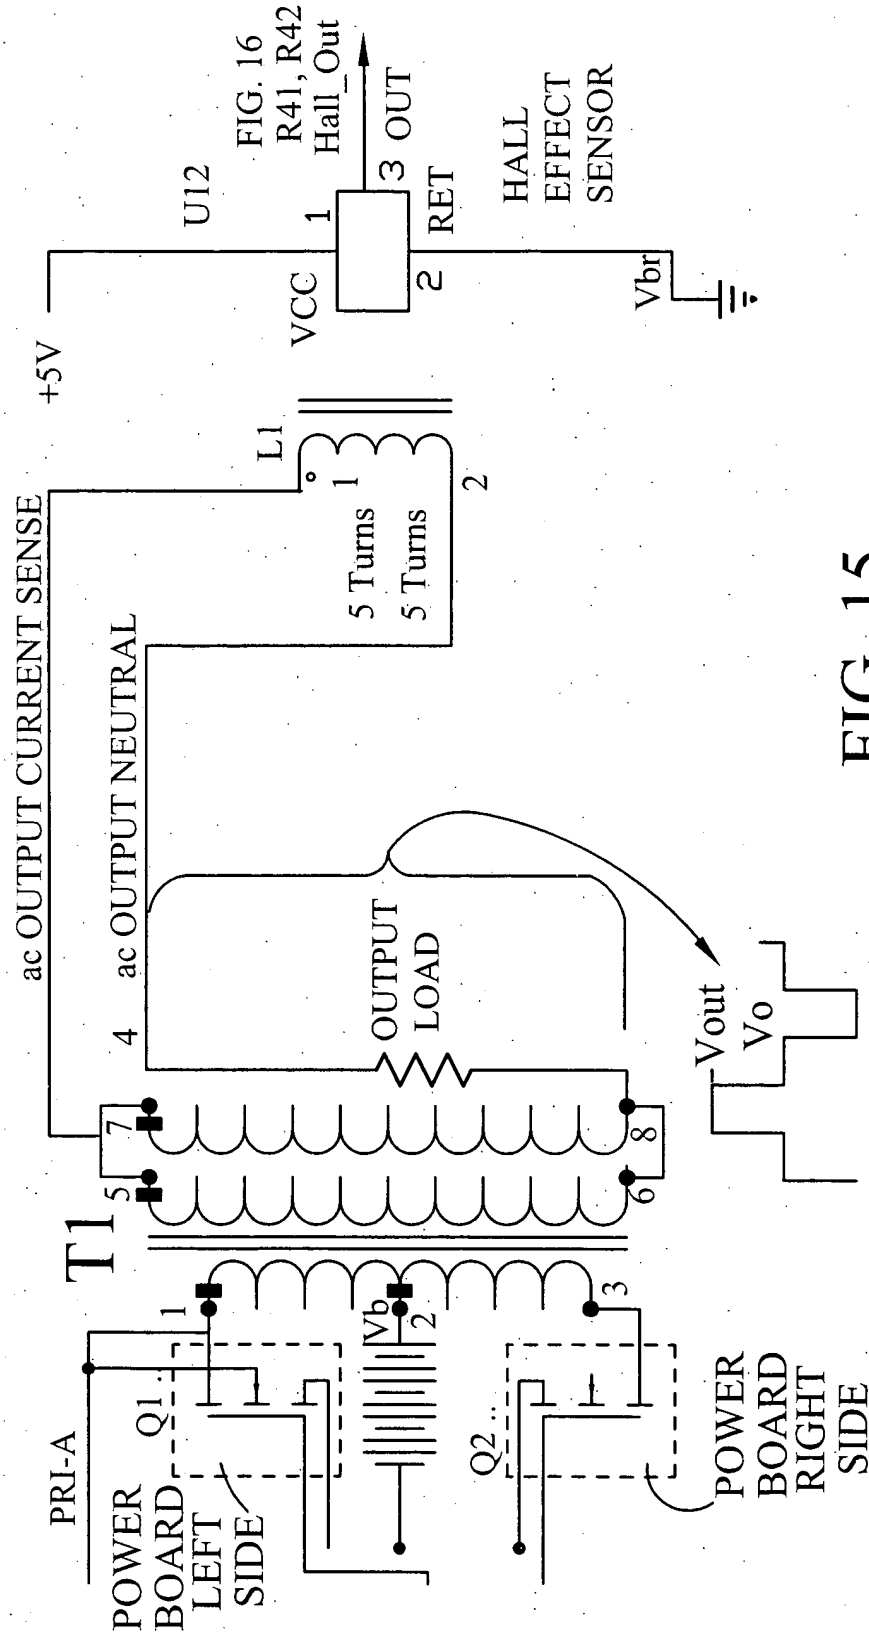 ac OUTPUT CURRENT SENSE
+5V
U12
FIG. 16
R41, R42
Hall_Out
1
VCC
3
OUT
2
RET
HALL
EFFECT
SENSOR
Vbr
L1
1
5 Turns
5 Turns
2
ac OUTPUT NEUTRAL
4
OUTPUT
LOAD
T1
5
7
6
8
1
Vb
2
3
PRI-A
Q1 ..
POWER
BOARD
LEFT
SIDE
Q2 ..
POWER
BOARD
RIGHT
SIDE
Vout
Vo
FIG. 15